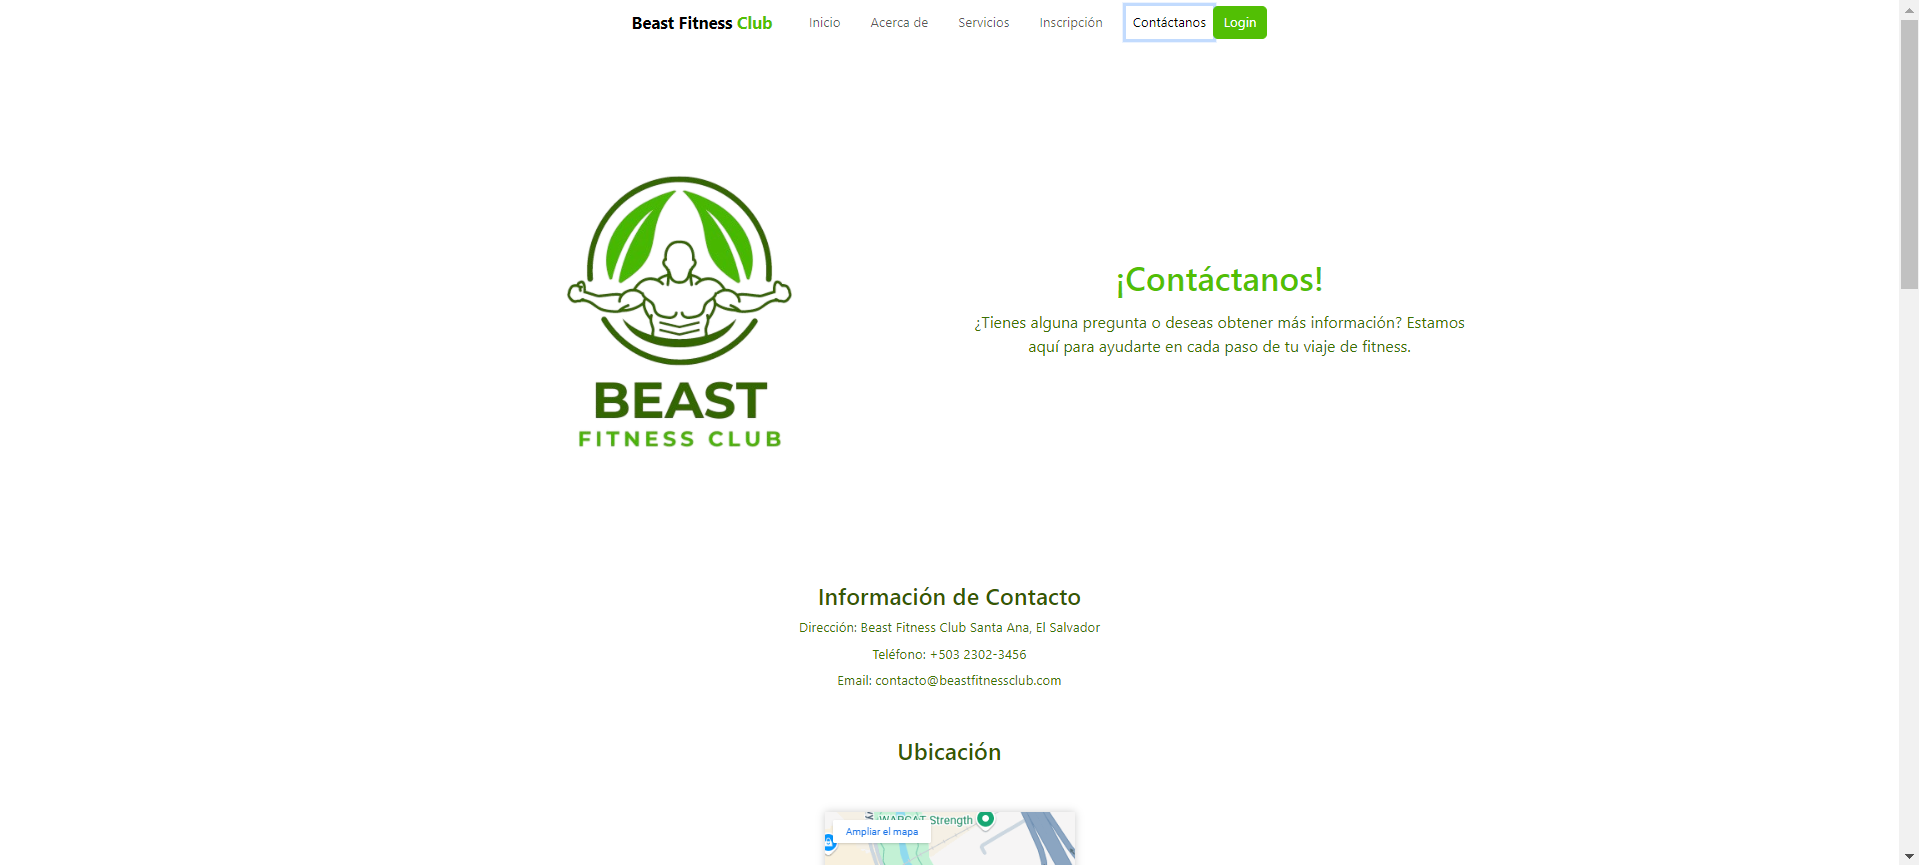 Beast Fitness Club
Inicio
Acerca de
Servicios
Inscripción
Contáctanos
Login
BEAST
FITNESS CLUB
¡Contáctanos!
¿Tienes alguna pregunta o deseas obtener más información? Estamos
aquí para ayudarte en cada paso de tu viaje de fitness.
Información de Contacto
Dirección: Beast Fitness Club Santa Ana, El Salvador
Teléfono: +503 2302-3456
Email: contacto@beastfitnessclub.com
Ubicación
Strength
Ampliar el mapa